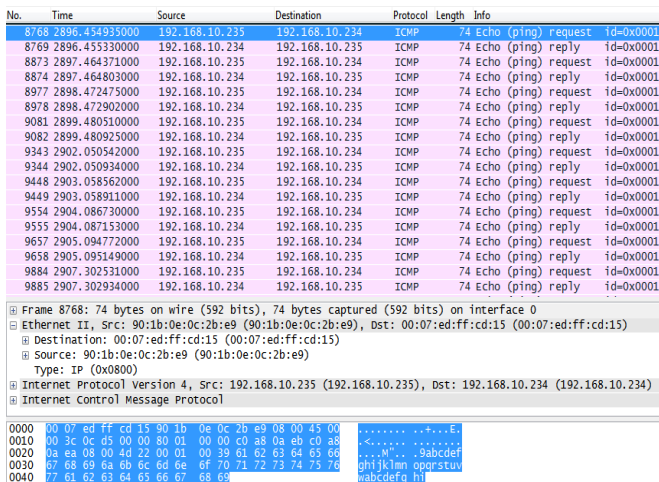 No. Time Source Destination Protocol Length Info
8768 2896.454935000 192.168.10.235 192.168.10.234 ICMP 74 Echo (ping) request id=0x0001
8769 2896.455330000 192.168.10.234 192.168.10.235 ICMP 74 Echo (ping) reply id=0x0001
8873 2897.464371000 192.168.10.235 192.168.10.234 ICMP 74 Echo (ping) request id=0x0001
8874 2897.464803000 192.168.10.234 192.168.10.235 ICMP 74 Echo (ping) reply id=0x0001
8977 2898.472475000 192.168.10.235 192.168.10.234 ICMP 74 Echo (ping) request id=0x0001
8978 2898.472902000 192.168.10.234 192.168.10.235 ICMP 74 Echo (ping) reply id=0x0001
9081 2899.480510000 192.168.10.235 192.168.10.234 ICMP 74 Echo (ping) request id=0x0001
9082 2899.480925000 192.168.10.234 192.168.10.235 ICMP 74 Echo (ping) reply id=0x0001
9343 2902.050542000 192.168.10.235 192.168.10.234 ICMP 74 Echo (ping) request id=0x0001
9344 2902.050934000 192.168.10.234 192.168.10.235 ICMP 74 Echo (ping) reply id=0x0001
9448 2903.058562000 192.168.10.235 192.168.10.234 ICMP 74 Echo (ping) request id=0x0001
9449 2903.058911000 192.168.10.234 192.168.10.235 ICMP 74 Echo (ping) reply id=0x0001
9554 2904.086730000 192.168.10.235 192.168.10.234 ICMP 74 Echo (ping) request id=0x0001
9555 2904.087153000 192.168.10.234 192.168.10.235 ICMP 74 Echo (ping) reply id=0x0001
9657 2905.094772000 192.168.10.235 192.168.10.234 ICMP 74 Echo (ping) request id=0x0001
9658 2905.095149000 192.168.10.234 192.168.10.235 ICMP 74 Echo (ping) reply id=0x0001
9884 2907.302531000 192.168.10.235 192.168.10.234 ICMP 74 Echo (ping) request id=0x0001
9885 2907.302934000 192.168.10.234 192.168.10.235 ICMP 74 Echo (ping) reply id=0x0001
Frame 8768: 74 bytes on wire (592 bits), 74 bytes captured (592 bits) on interface 0
Ethernet II, Src: 90:1b:0e:0c:2b:e9 (90:1b:0e:0c:2b:e9), Dst: 00:07:ed:ff:cd:15 (00:07:ed:ff:cd:15)
Destination: 00:07:ed:ff:cd:15 (00:07:ed:ff:cd:15)
Source: 90:1b:0e:0c:2b:e9 (90:1b:0e:0c:2b:e9)
Type: IP (0x0800)
Internet Protocol Version 4, Src: 192.168.10.235 (192.168.10.235), Dst: 192.168.10.234 (192.168.10.234)
Internet Control Message Protocol
0000 00 07 ed ff cd 15 90 1b 0e 0c 2b e9 08 00 45 00 ........ ..+...E.
0010 00 3c 0c d5 00 00 80 01 00 00 c0 a8 0a eb c0 a8 .<...... ........
0020 0a ea 08 00 4d 22 00 01 00 39 61 62 63 64 65 66 ....M".. .9abcdef
0030 67 68 69 6a 6b 6c 6d 6e 6f 70 71 72 73 74 75 76 ghijklmn opqrstuv
0040 77 61 62 63 64 65 66 67 68 69 wabcdefg hi